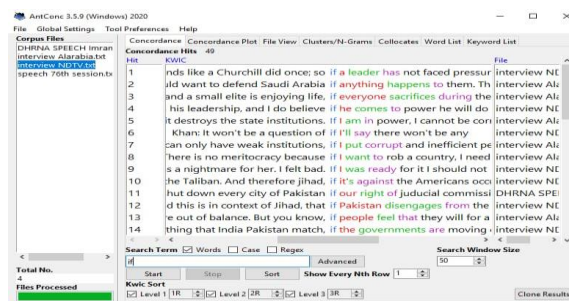 AntConc 3.5.9 (Windows) 2020
File Global Settings Tool Preferences Help
Corpus Files
DHRNA SPEECH Imran
interview Alarabia.txt
interview NDTV.txt
speech 76th session.tx
Total No.
4
Files Processed
Concordance Concordance Plot File View Clusters/N-Grams Collocates Word List Keyword List
Concordance Hits 49
Hit KWIC File
1 nds like a Churchill did once; so if a leader has not faced pressur interview NE
2 uld want to defend Saudi Arabia if anything happens to them. Th interview Ala
3 and a small elite is enjoying life, if everyone sacrifices during the interview Ala
4 his leadership, and I do believe if he comes to power he will do interview NE
5 it destroys the state institutions. If I am in power, I cannot be corr interview Ala
6 Khan: It won't be a question of if I'll say there won't be any interview NE
7 can only have weak institutions, if I put corrupt and inefficient pe interview Ala
8 There is no meritocracy because if I want to rob a country, I need interview Ala
9 s a nightmare for her. I felt bad. If I was ready for it I should not interview NE
10 the Taliban. And therefore jihad, if it's against the Americans occu interview NE
11 hut down every city of Pakistan if our right of juducial commissi DHRNA SPE
12 d this is in context of Jihad, that if Pakistan disengages from the interview NE
13 re out of balance. But you know, if people feel that they will for a interview Ala
14 thing that India Pakistan match, if the governments are moving interview NE
Search Term Words Case Regex Search Window Size
if Advanced 50
Start Stop Sort Show Every Nth Row 1
Kwic Sort
Level 1 1R Level 2 2R Level 3 3R Clone Results